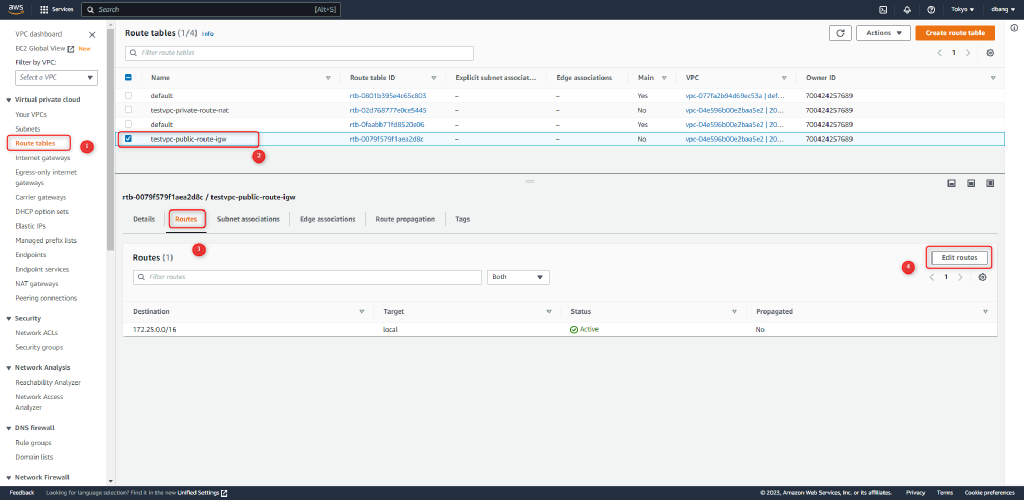 aws Services Search [Alt+S] Tokyo dbang
VPC dashboard
EC2 Global View New
Filter by VPC:
Select a VPC
Virtual private cloud
Your VPCs
Subnets
Route tables
1
Internet gateways
Egress-only internet
gateways
Carrier gateways
DHCP option sets
Elastic IPs
Managed prefix lists
Endpoints
Endpoint services
NAT gateways
Peering connections
Security
Network ACLs
Security groups
Network Analysis
Reachability Analyzer
Network Access
Analyzer
DNS firewall
Rule groups
Domain lists
Network Firewall
Route tables (1/4) Info
Actions
Create route table
Filter route tables
1
Name Route table ID Explicit subnet associat... Edge associations Main VPC Owner ID
default rtb-0801b395e4c65c803 – – Yes vpc-077fa2b94d69ec53a | def... 700424257689
testvpc-private-route-nat rtb-02d768777e0ce5445 – – No vpc-04e596b00e2baa5e2 | 20... 700424257689
default rtb-0faabb71fd8520e06 – – Yes vpc-04e596b00e2baa5e2 | 20... 700424257689
testvpc-public-route-igw rtb-0079f579f1aea2d8c – – No vpc-04e596b00e2baa5e2 | 20... 700424257689
2
rtb-0079f579f1aea2d8c / testvpc-public-route-igw
Details Routes Subnet associations Edge associations Route propagation Tags
3
Routes (1)
Edit routes
4
Filter routes
Both
1
Destination Target Status Propagated
172.25.0.0/16 local Active No
Feedback Looking for language selection? Find it in the new Unified Settings © 2023, Amazon Web Services, Inc. or its affiliates. Privacy Terms Cookie preferences